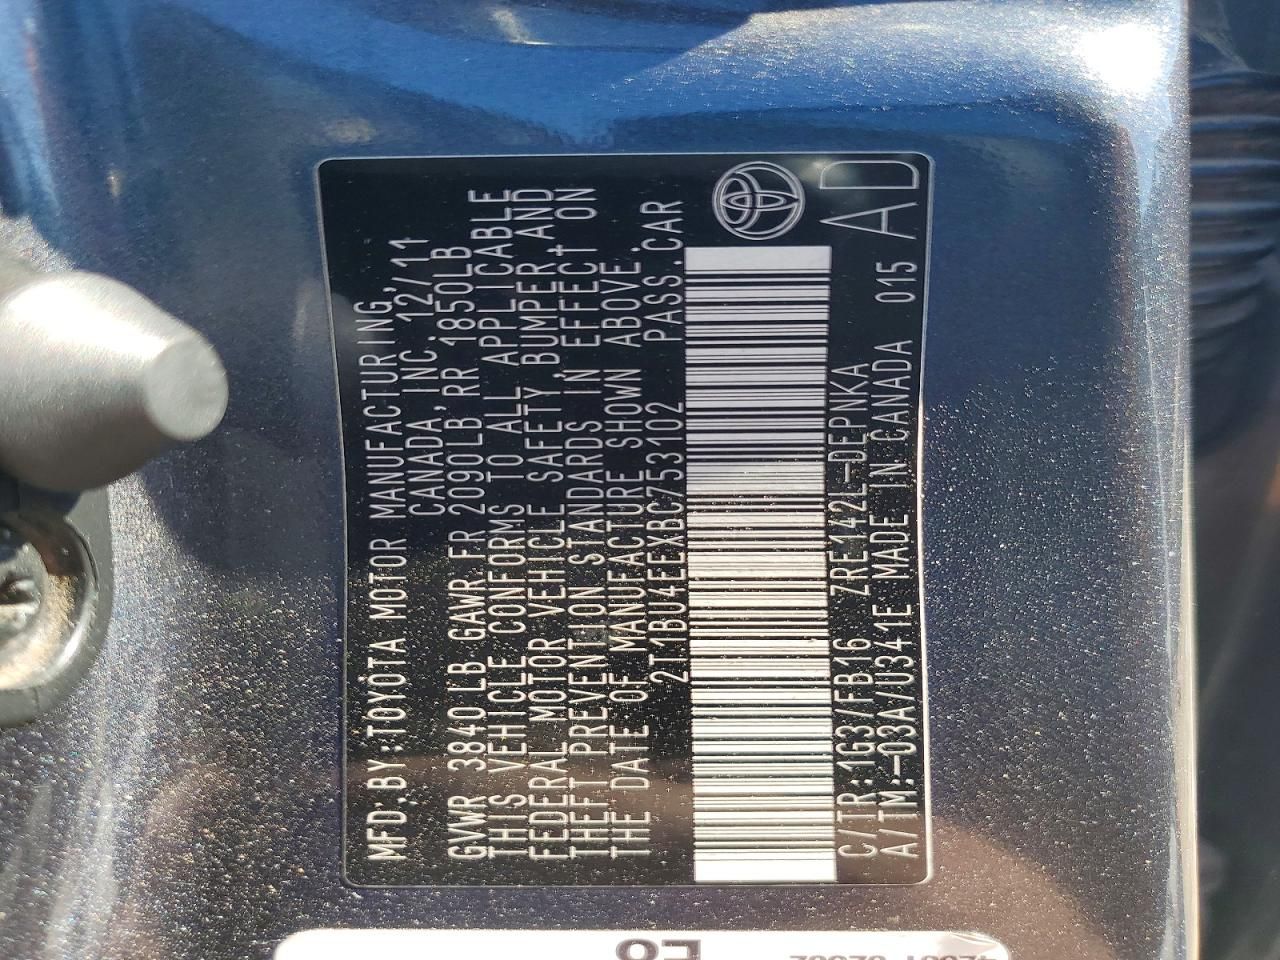 MFD.BY:TOYOTA MOTOR MANUFACTURING,
CANADA, INC. 12/11
GVWR 3840 LB GAWR FR 2090LB RR 1850LB
THIS VEHICLE CONFORMS TO ALL APPLICABLE
FEDERAL MOTOR VEHICLE SAFETY,BUMPER,AND
THEFT PREVENTION STANDARDS IN EFFECT ON
THE DATE OF MANUFACTURE SHOWN ABOVE.
2T1BU4EEXBC753102 PASS.CAR
C/TR:1G3/FB16 ZRE142L-DEPNKA
A/TM:-03A/U341E MADE IN CANADA 015
AD